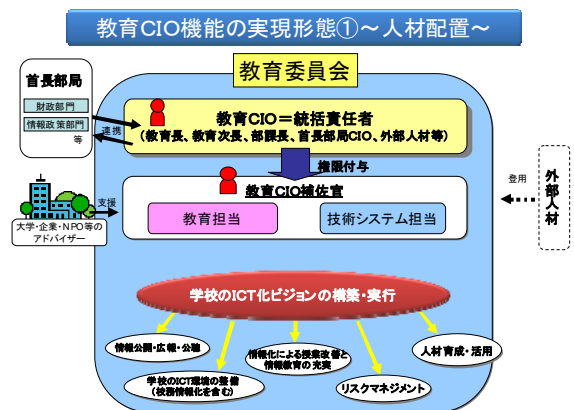 教育CIO機能の実現形態①～人材配置～
教育委員会
首長部局
財政部門
情報政策部門
等
連携
教育CIO＝統括責任者
（教育長、教育次長、部課長、首長部局CIO、外部人材等）
権限付与
教育CIO補佐官
教育担当
技術システム担当
支援
大学・企業・NPO等の
アドバイザー
登用
外部人材
学校のICT化ビジョンの構築・実行
情報公開・広報・公聴
学校のICT環境の整備
（校務情報化を含む）
情報化による授業改善と
情報教育の充実
リスクマネジメント
人材育成・活用